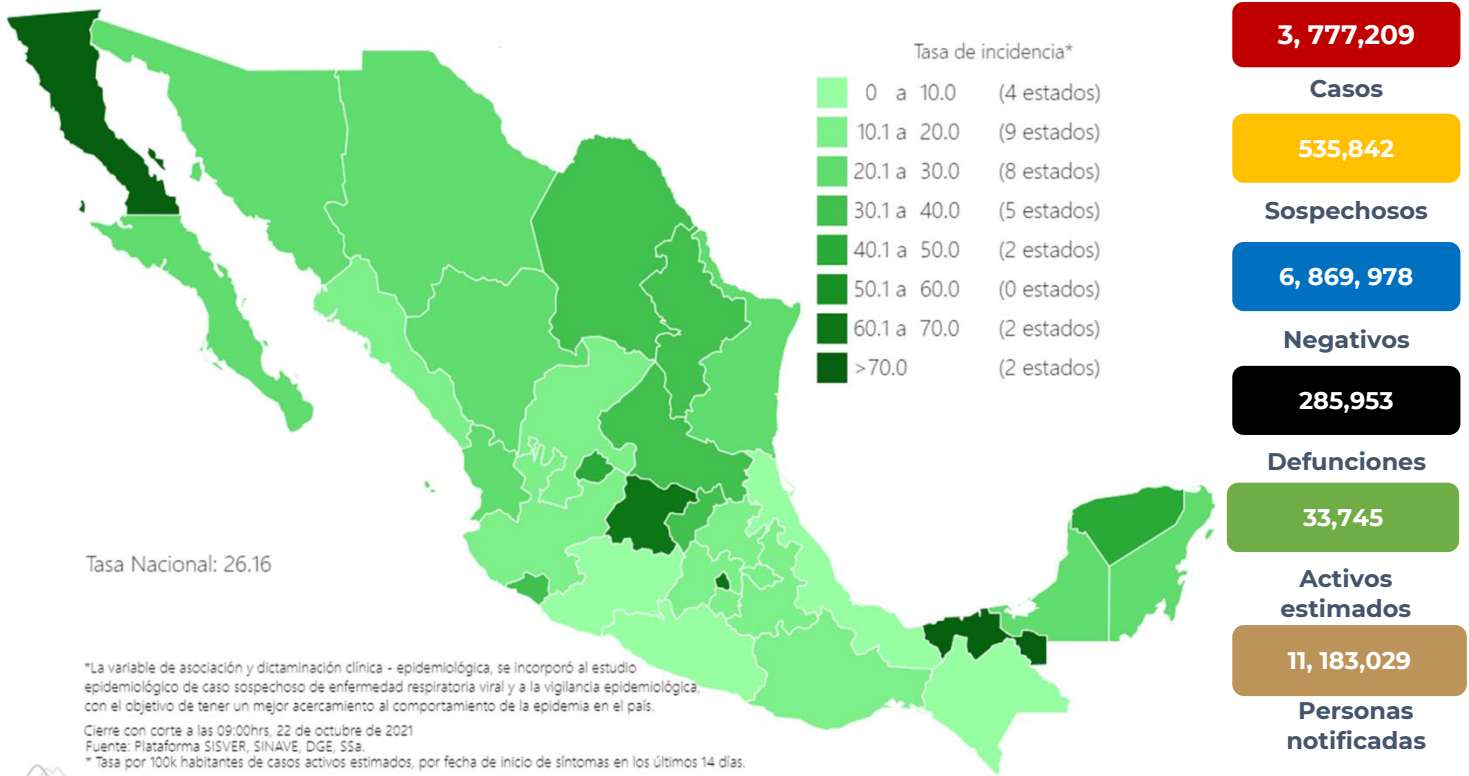 Tasa de incidencia*
0 a 10.0 (4 estados)
10.1 a 20.0 (9 estados)
20.1 a 30.0 (8 estados)
30.1 a 40.0 (5 estados)
40.1 a 50.0 (2 estados)
50.1 a 60.0 (0 estados)
60.1 a 70.0 (2 estados)
>70.0 (2 estados)
Tasa Nacional: 26.16
*La variable de asociación y dictaminación clínica - epidemiológica, se incorporó al estudio
epidemiológico de caso sospechoso de enfermedad respiratoria viral y a la vigilancia epidemiológica,
con el objetivo de tener un mejor acercamiento al comportamiento de la epidemia en el país.
Cierre con corte a las 09:00hrs, 22 de octubre de 2021
Fuente: Plataforma SISVER, SINAVE, DGE, SSa.
* Tasa por 100k habitantes de casos activos estimados, por fecha de inicio de síntomas en los últimos 14 días.
3, 777,209
Casos
535,842
Sospechosos
6, 869, 978
Negativos
285,953
Defunciones
33,745
Activos
estimados
11, 183,029
Personas
notificadas